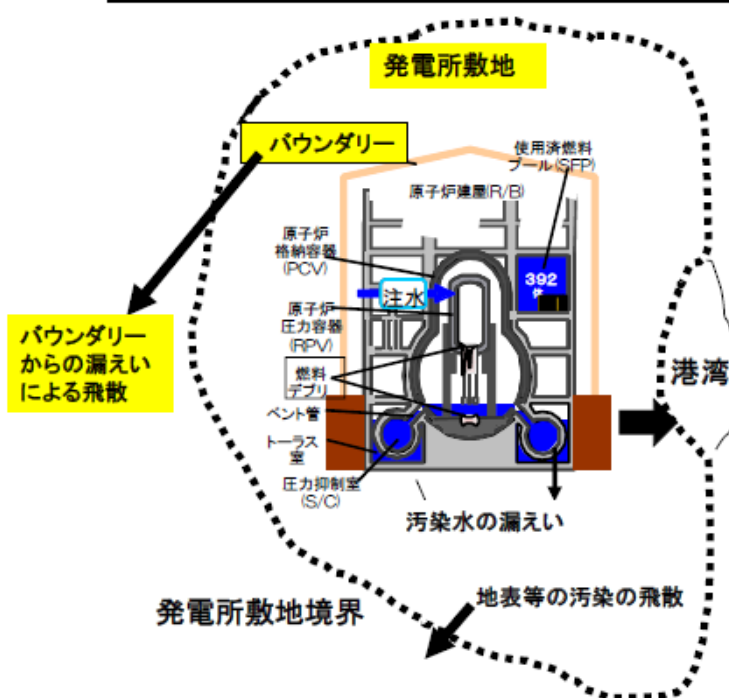 発電所敷地
バウンダリー
使用済燃料
プール(SFP)
原子炉建屋(R/B)
原子炉
格納容器
(PCV)
392
体
注水
原子炉
圧力容器
(RPV)
バウンダリー
からの漏えい
による飛散
港湾
燃料
デブリ
ベント管
トーラス
室
圧力抑制室
(S/C)
汚染水の漏えい
地表等の汚染の飛散
発電所敷地境界